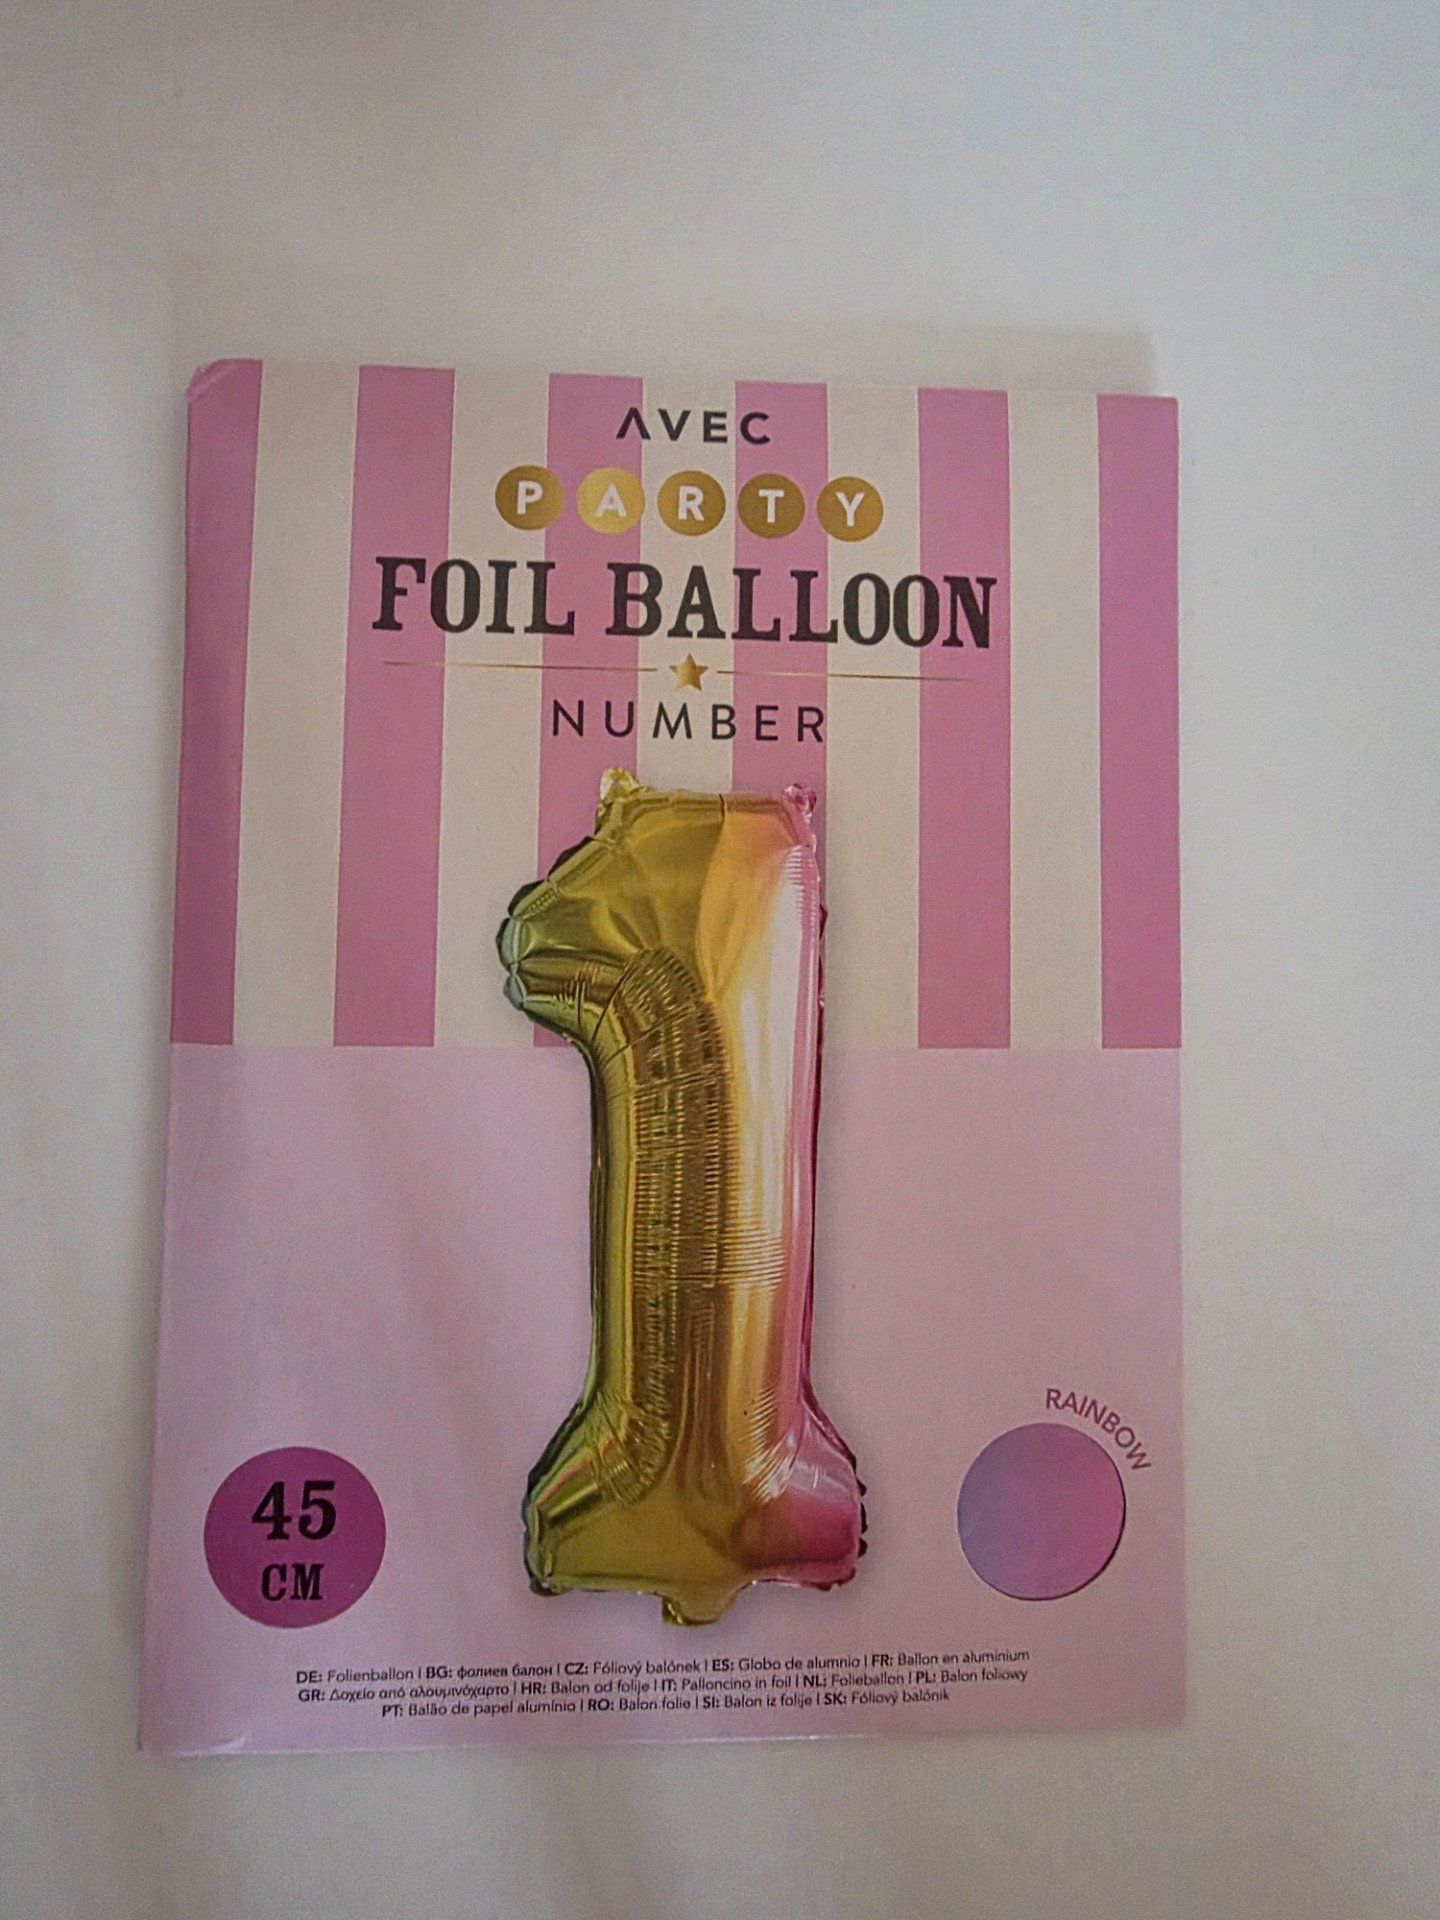 AVEC
PARTY
FOIL BALLOON
NUMBER
RAINBOW
45
CM
DE: Folienballon | BG: фолиев балон | CZ: Fóliový balónek | ES: Globo de alumnio | FR: Ballon en aluminium
GR: Δοχείο από αλουμινόχαρτο | HR: Balon od folije | IT: Palloncino in foil | NL: Folieballon | PL: Balon foliowy
PT: Balão de papel alumínio | RO: Balon folie | SI: Balon iz folije | SK: Fóliový balónik